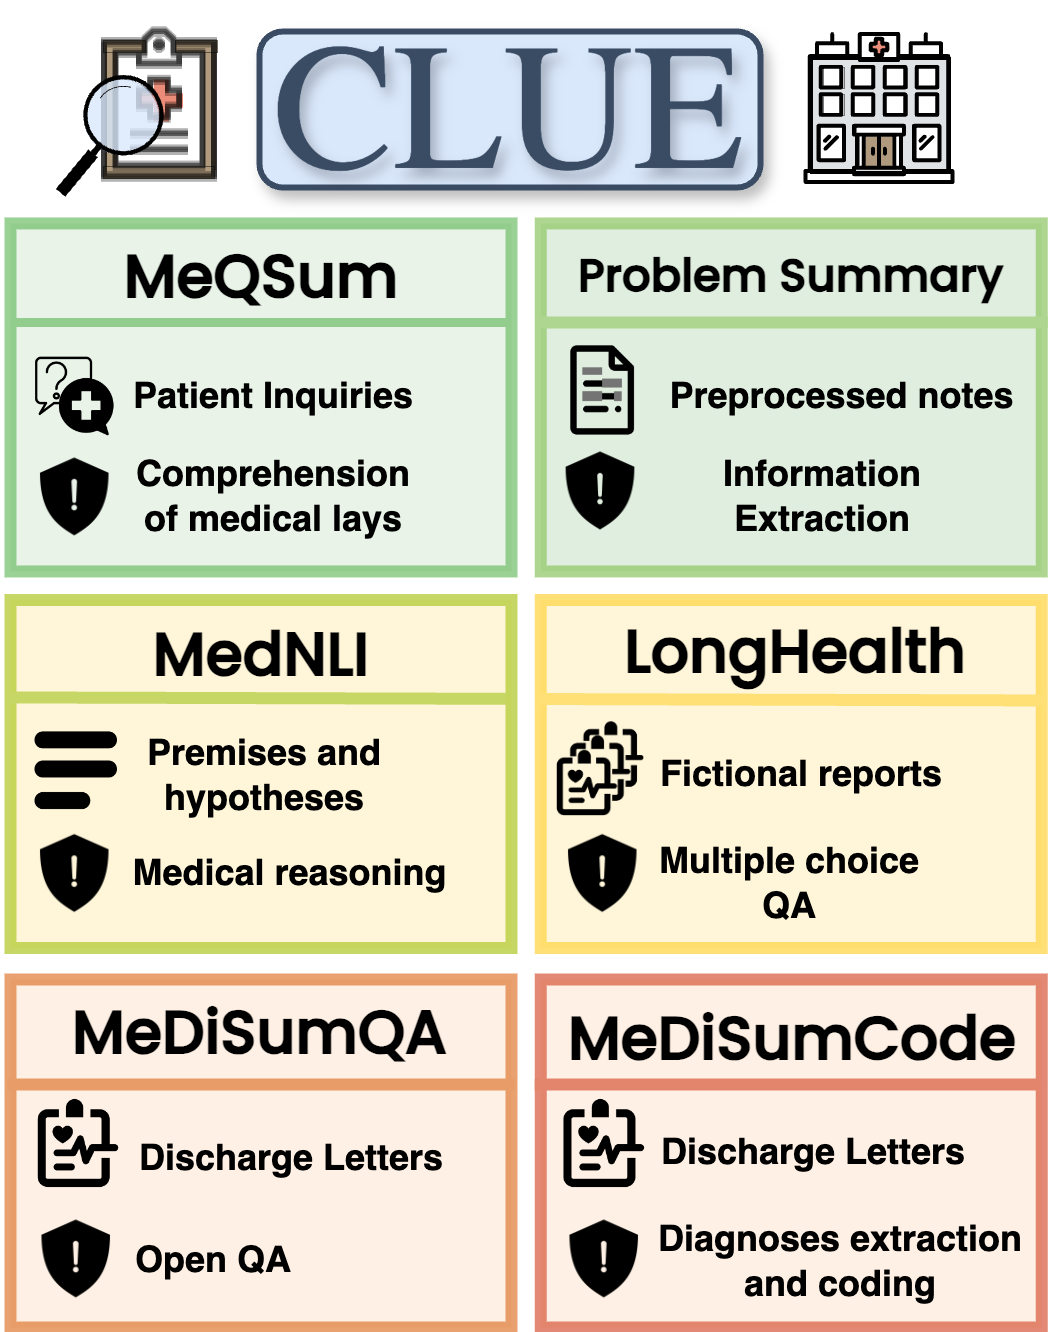 CLUE
MeQSum
Patient Inquiries
Comprehension
of medical lays
Problem Summary
Preprocessed notes
Information
Extraction
MedNLI
Premises and
hypotheses
Medical reasoning
LongHealth
Fictional reports
Multiple choice
QA
MeDiSumQA
Discharge Letters
Open QA
MeDiSumCode
Discharge Letters
Diagnoses extraction
and coding